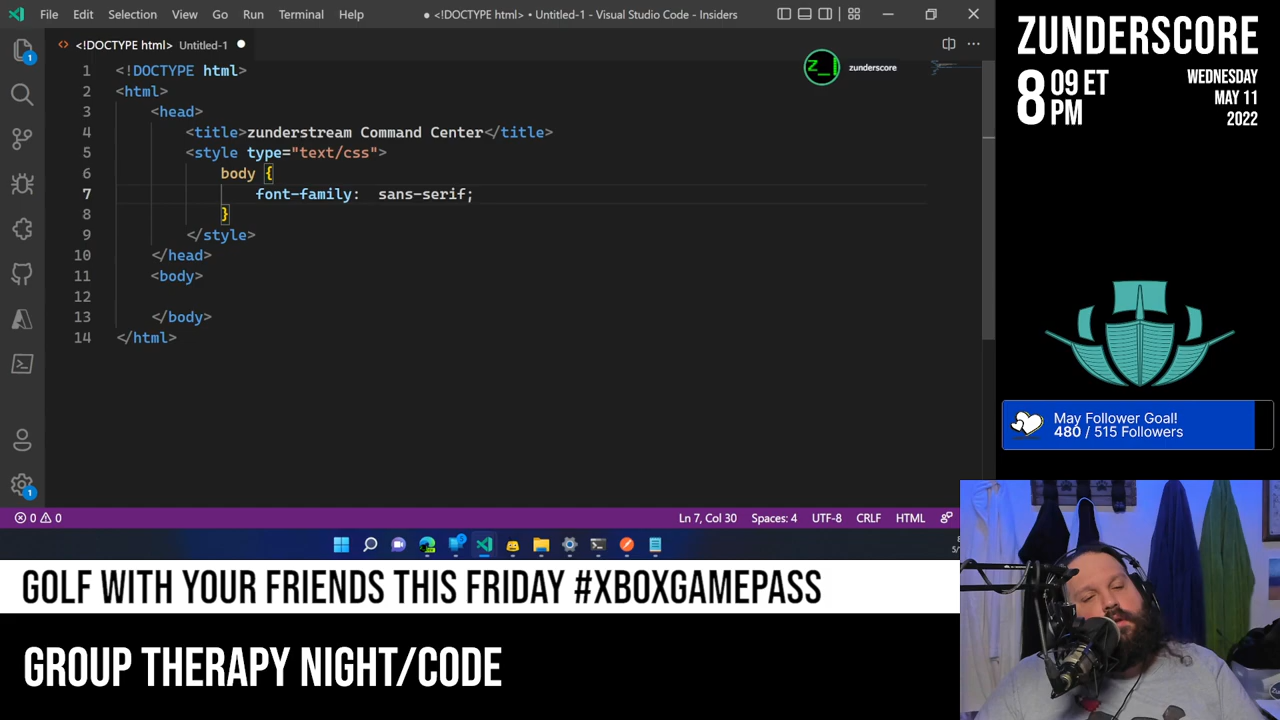 File Edit Selection View Go Run Terminal Help
● <!DOCTYPE html> • Untitled-1 - Visual Studio Code - Insiders
<!DOCTYPE html> Untitled-1 ●
1 <!DOCTYPE html>
2 <html>
3 <head>
4 <title>zunderstream Command Center</title>
5 <style type="text/css">
6 body {
7 font-family:  sans-serif;
8 }
9 </style>
10 </head>
11 <body>
12
13 </body>
14 </html>
z_
zunderscore
1
1
0 0
Ln 7, Col 30 Spaces: 4 UTF-8 CRLF HTML
ZUNDERSCORE
8 09 ET
PM
WEDNESDAY
MAY 11
2022
May Follower Goal!
480 / 515 Followers
GOLF WITH YOUR FRIENDS THIS FRIDAY #XBOXGAMEPASS
GROUP THERAPY NIGHT/CODE